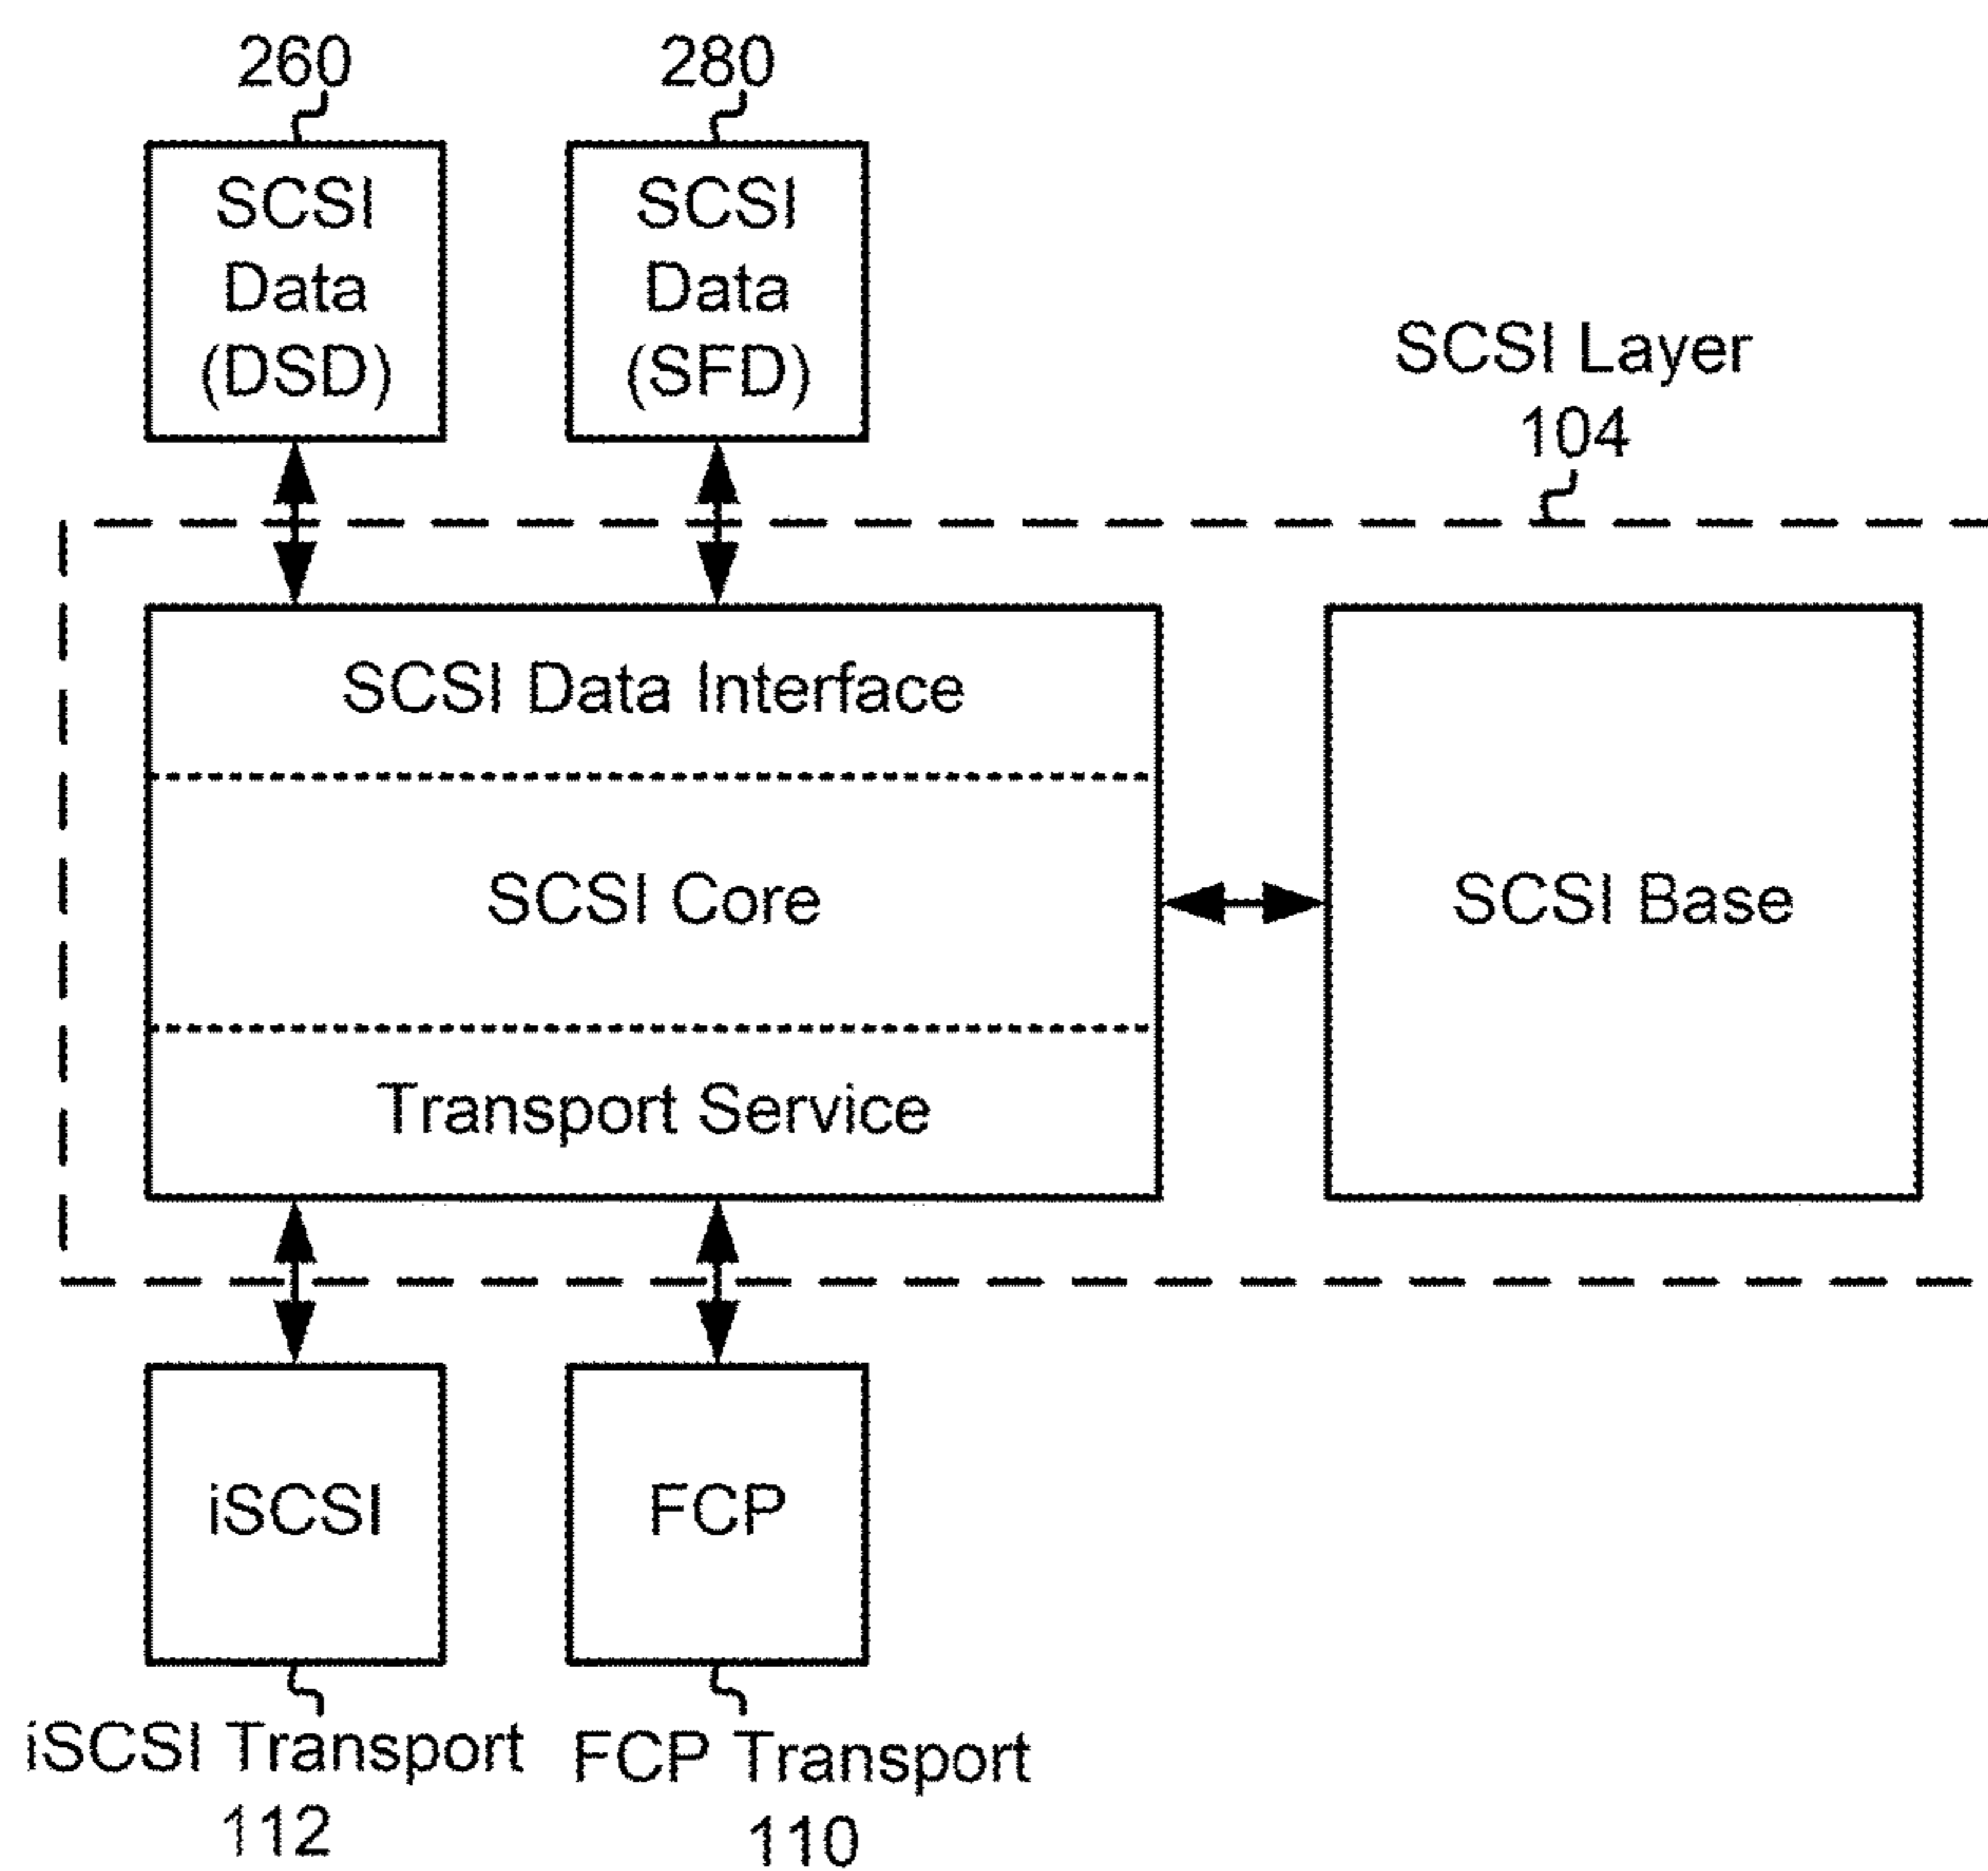 260
280
SCSI
Data
(DSD)
SCSI
Data
(SFD)
SCSI Layer
104
SCSI Data Interface
SCSI Core
Transport Service
SCSI Base
iSCSI
FCP
iSCSI Transport
112
FCP Transport
110